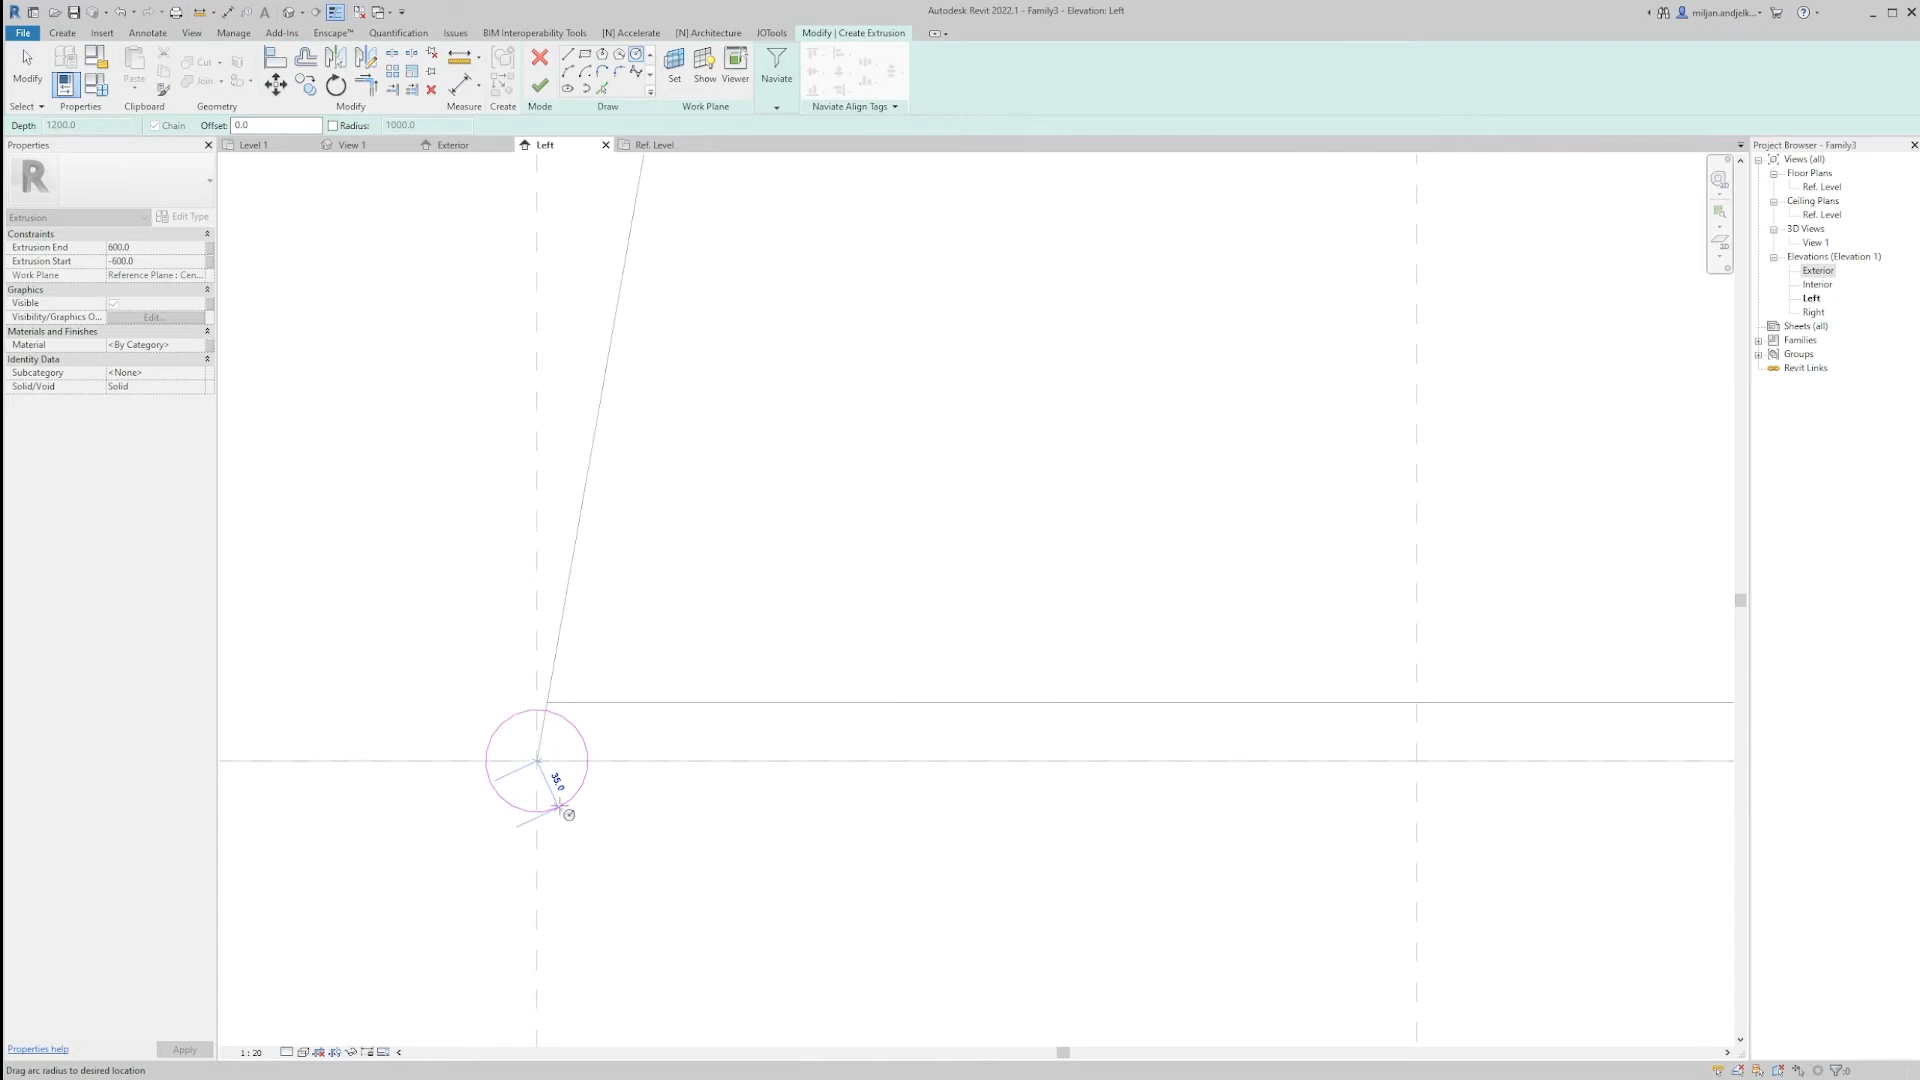 Autodesk Revit 2022.1 - Family3 - Elevation: Left
miljan.andjelk...
File Create Insert Annotate View Manage Add-Ins Enscape™ Quantification Issues BIM Interoperability Tools [N] Accelerate [N] Architecture JOTools Modify | Create Extrusion
Modify Paste Cut Join Set Show Viewer Naviate
Select Properties Clipboard Geometry Modify Measure Create Mode Draw Work Plane Naviate Align Tags
Depth 1200.0 Chain Offset: 0.0 Radius: 1000.0
Properties
Level 1 View 1 Exterior Left Ref. Level
Extrusion Edit Type
Constraints
Extrusion End 600.0
Extrusion Start -600.0
Work Plane Reference Plane : Cen...
Graphics
Visible
Visibility/Graphics O... Edit...
Materials and Finishes
Material <By Category>
Identity Data
Subcategory <None>
Solid/Void Solid
35.0
Project Browser - Family3
Views (all)
Floor Plans
Ref. Level
Ceiling Plans
Ref. Level
3D Views
View 1
Elevations (Elevation 1)
Exterior
Interior
Left
Right
Sheets (all)
Families
Groups
Revit Links
Properties help Apply
1 : 20
Drag arc radius to desired location
:0